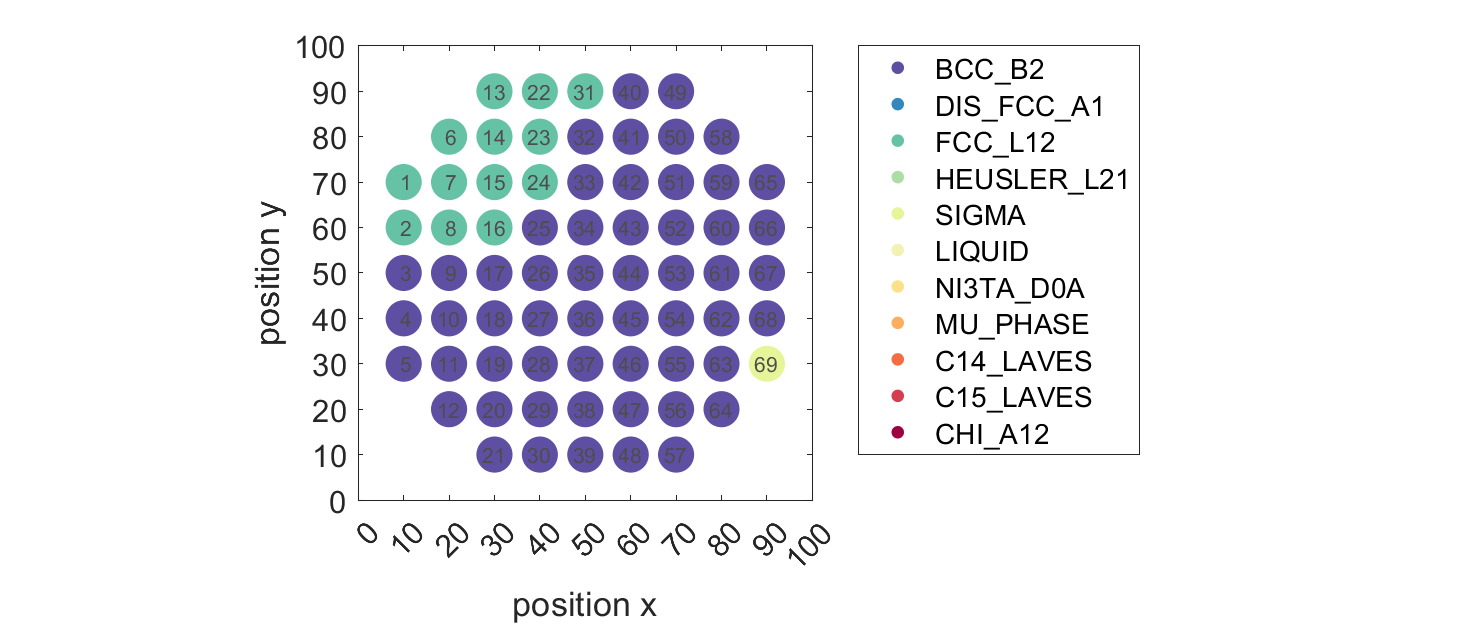 100
90
80
70
60
50
40
30
20
10
0
position y
13 22 31 40 49
6 14 23 32 41 50 58
1 7 15 24 33 42 51 59 65
2 8 16 25 34 43 52 60 66
3 9 17 26 35 44 53 61 67
4 10 18 27 36 45 54 62 68
5 11 19 28 37 46 55 63 69
12 20 29 38 47 56 64
21 30 39 48 57
0 10 20 30 40 50 60 70 80 90 100
position x
BCC_B2
DIS_FCC_A1
FCC_L12
HEUSLER_L21
SIGMA
LIQUID
NI3TA_D0A
MU_PHASE
C14_LAVES
C15_LAVES
CHI_A12